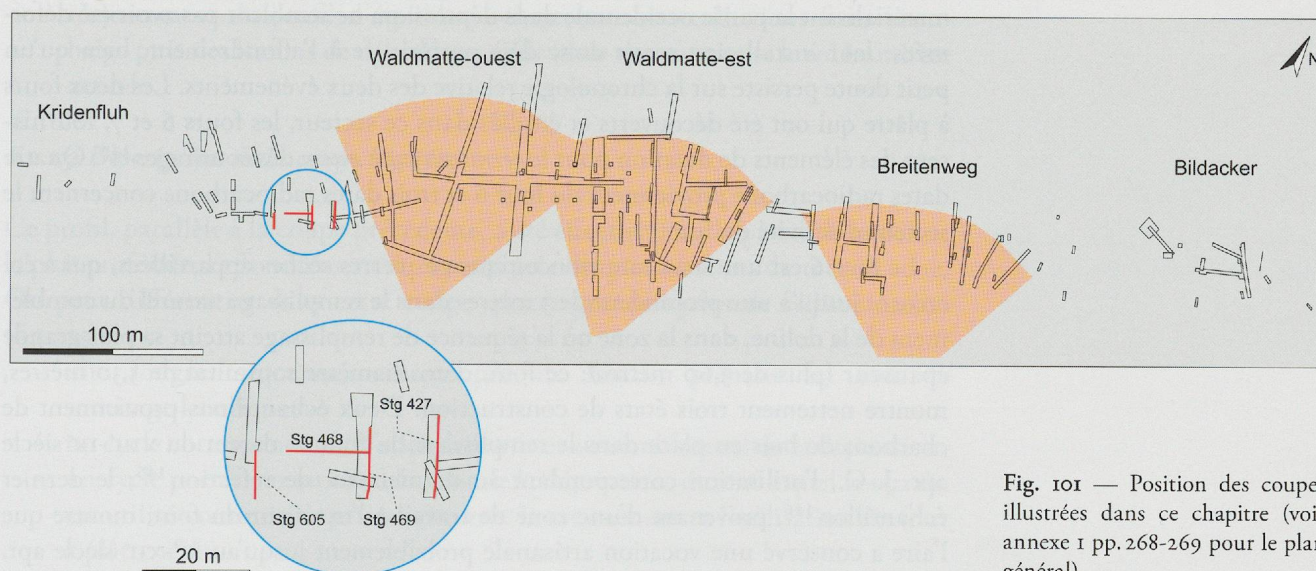 Waldmatte-ouest
Waldmatte-est
N
Kridenfluh
Breitenweg
Bildacker
100 m
Stg 427
Stg 468
Stg 605
Stg 469
20 m
Fig. 101 — Position des coupe
illustrées dans ce chapitre (voi
annexe 1 pp. 268-269 pour le plan
général)